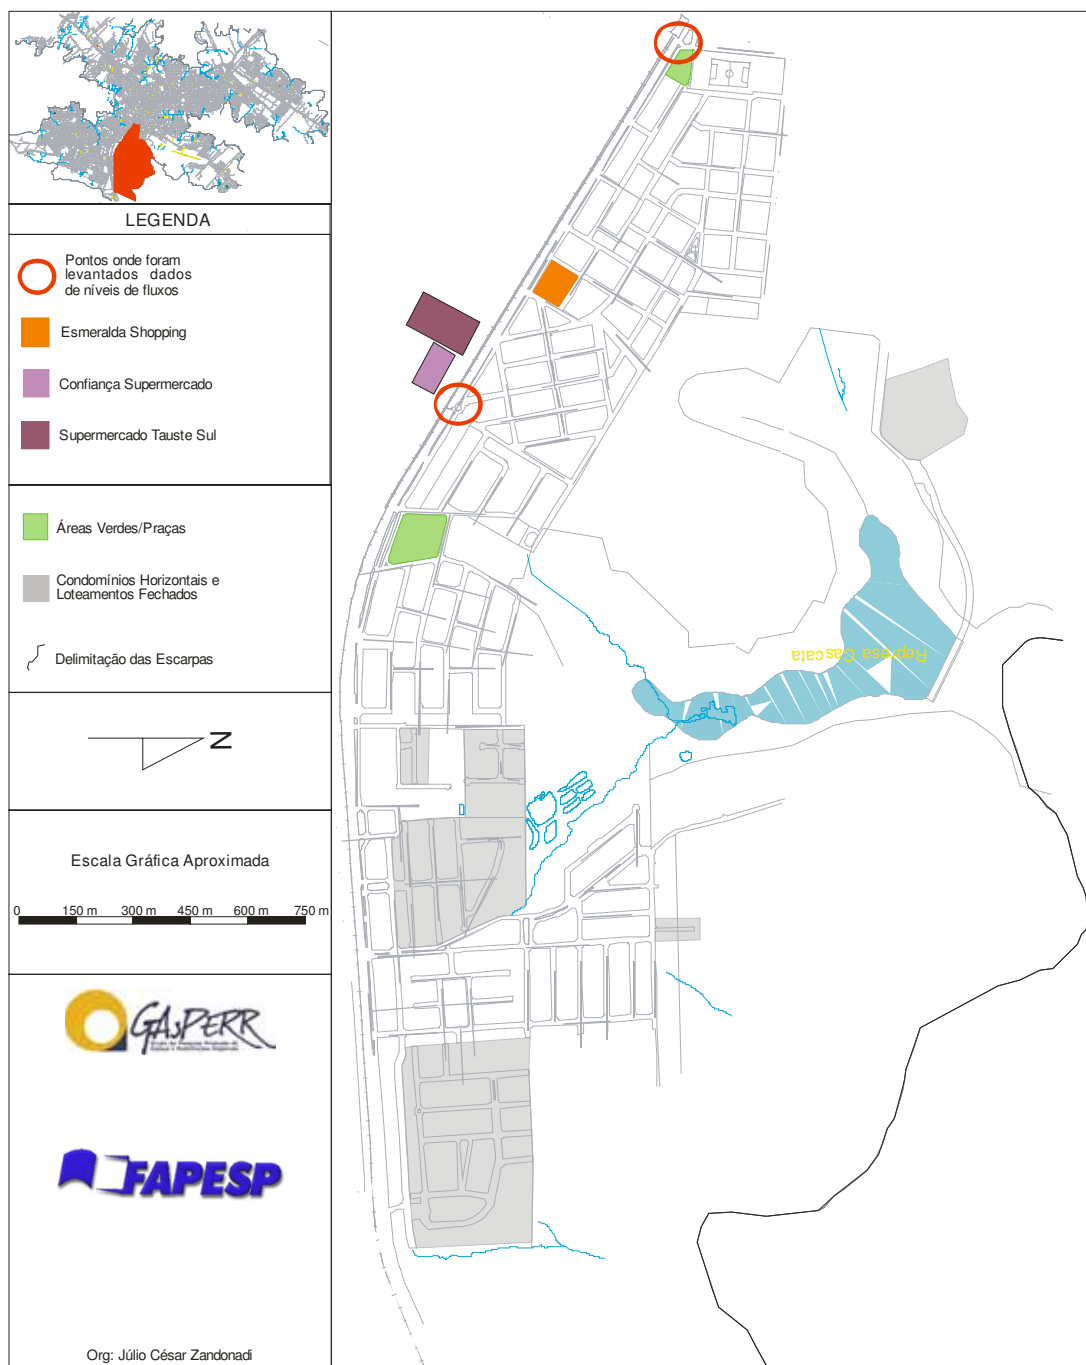 LEGENDA
Pontos onde foram
levantados dados
de níveis de fluxos
Esmeralda Shopping
Confiança Supermercado
Supermercado Tauste Sul
Áreas Verdes/Praças
Condomínios Horizontais e
Loteamentos Fechados
Delimitação das Escarpas
N
Escala Gráfica Aproximada
0 150 m 300 m 450 m 600 m 750 m
GAsPERR
FAPESP
Org: Júlio César Zandonadi
Represa Cascata